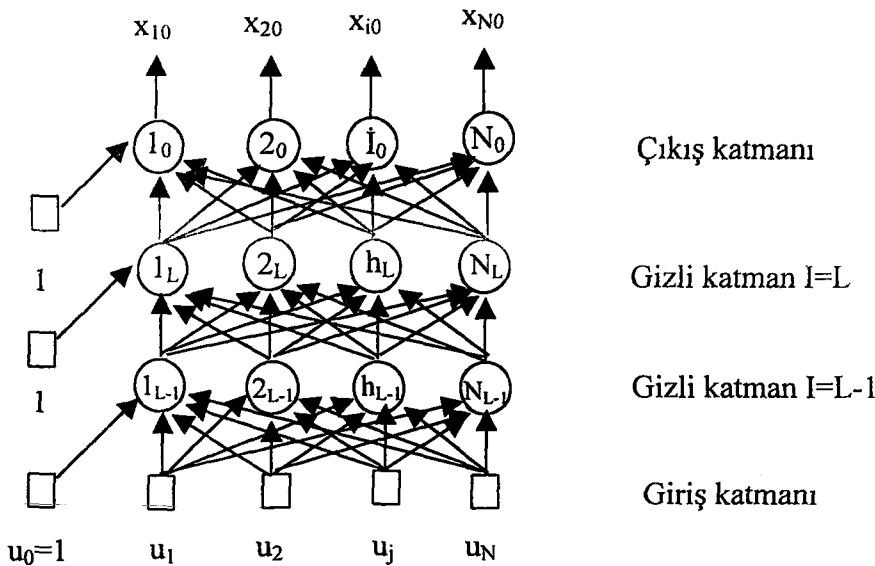 x10 x20 xi0 xN0
10 20 İ0 N0 Çıkış katmanı
1 1L 2L hL NL Gizli katman I=L
1 1L-1 2L-1 hL-1 NL-1 Gizli katman I=L-1
Giriş katmanı
u0=1 u1 u2 uj uN